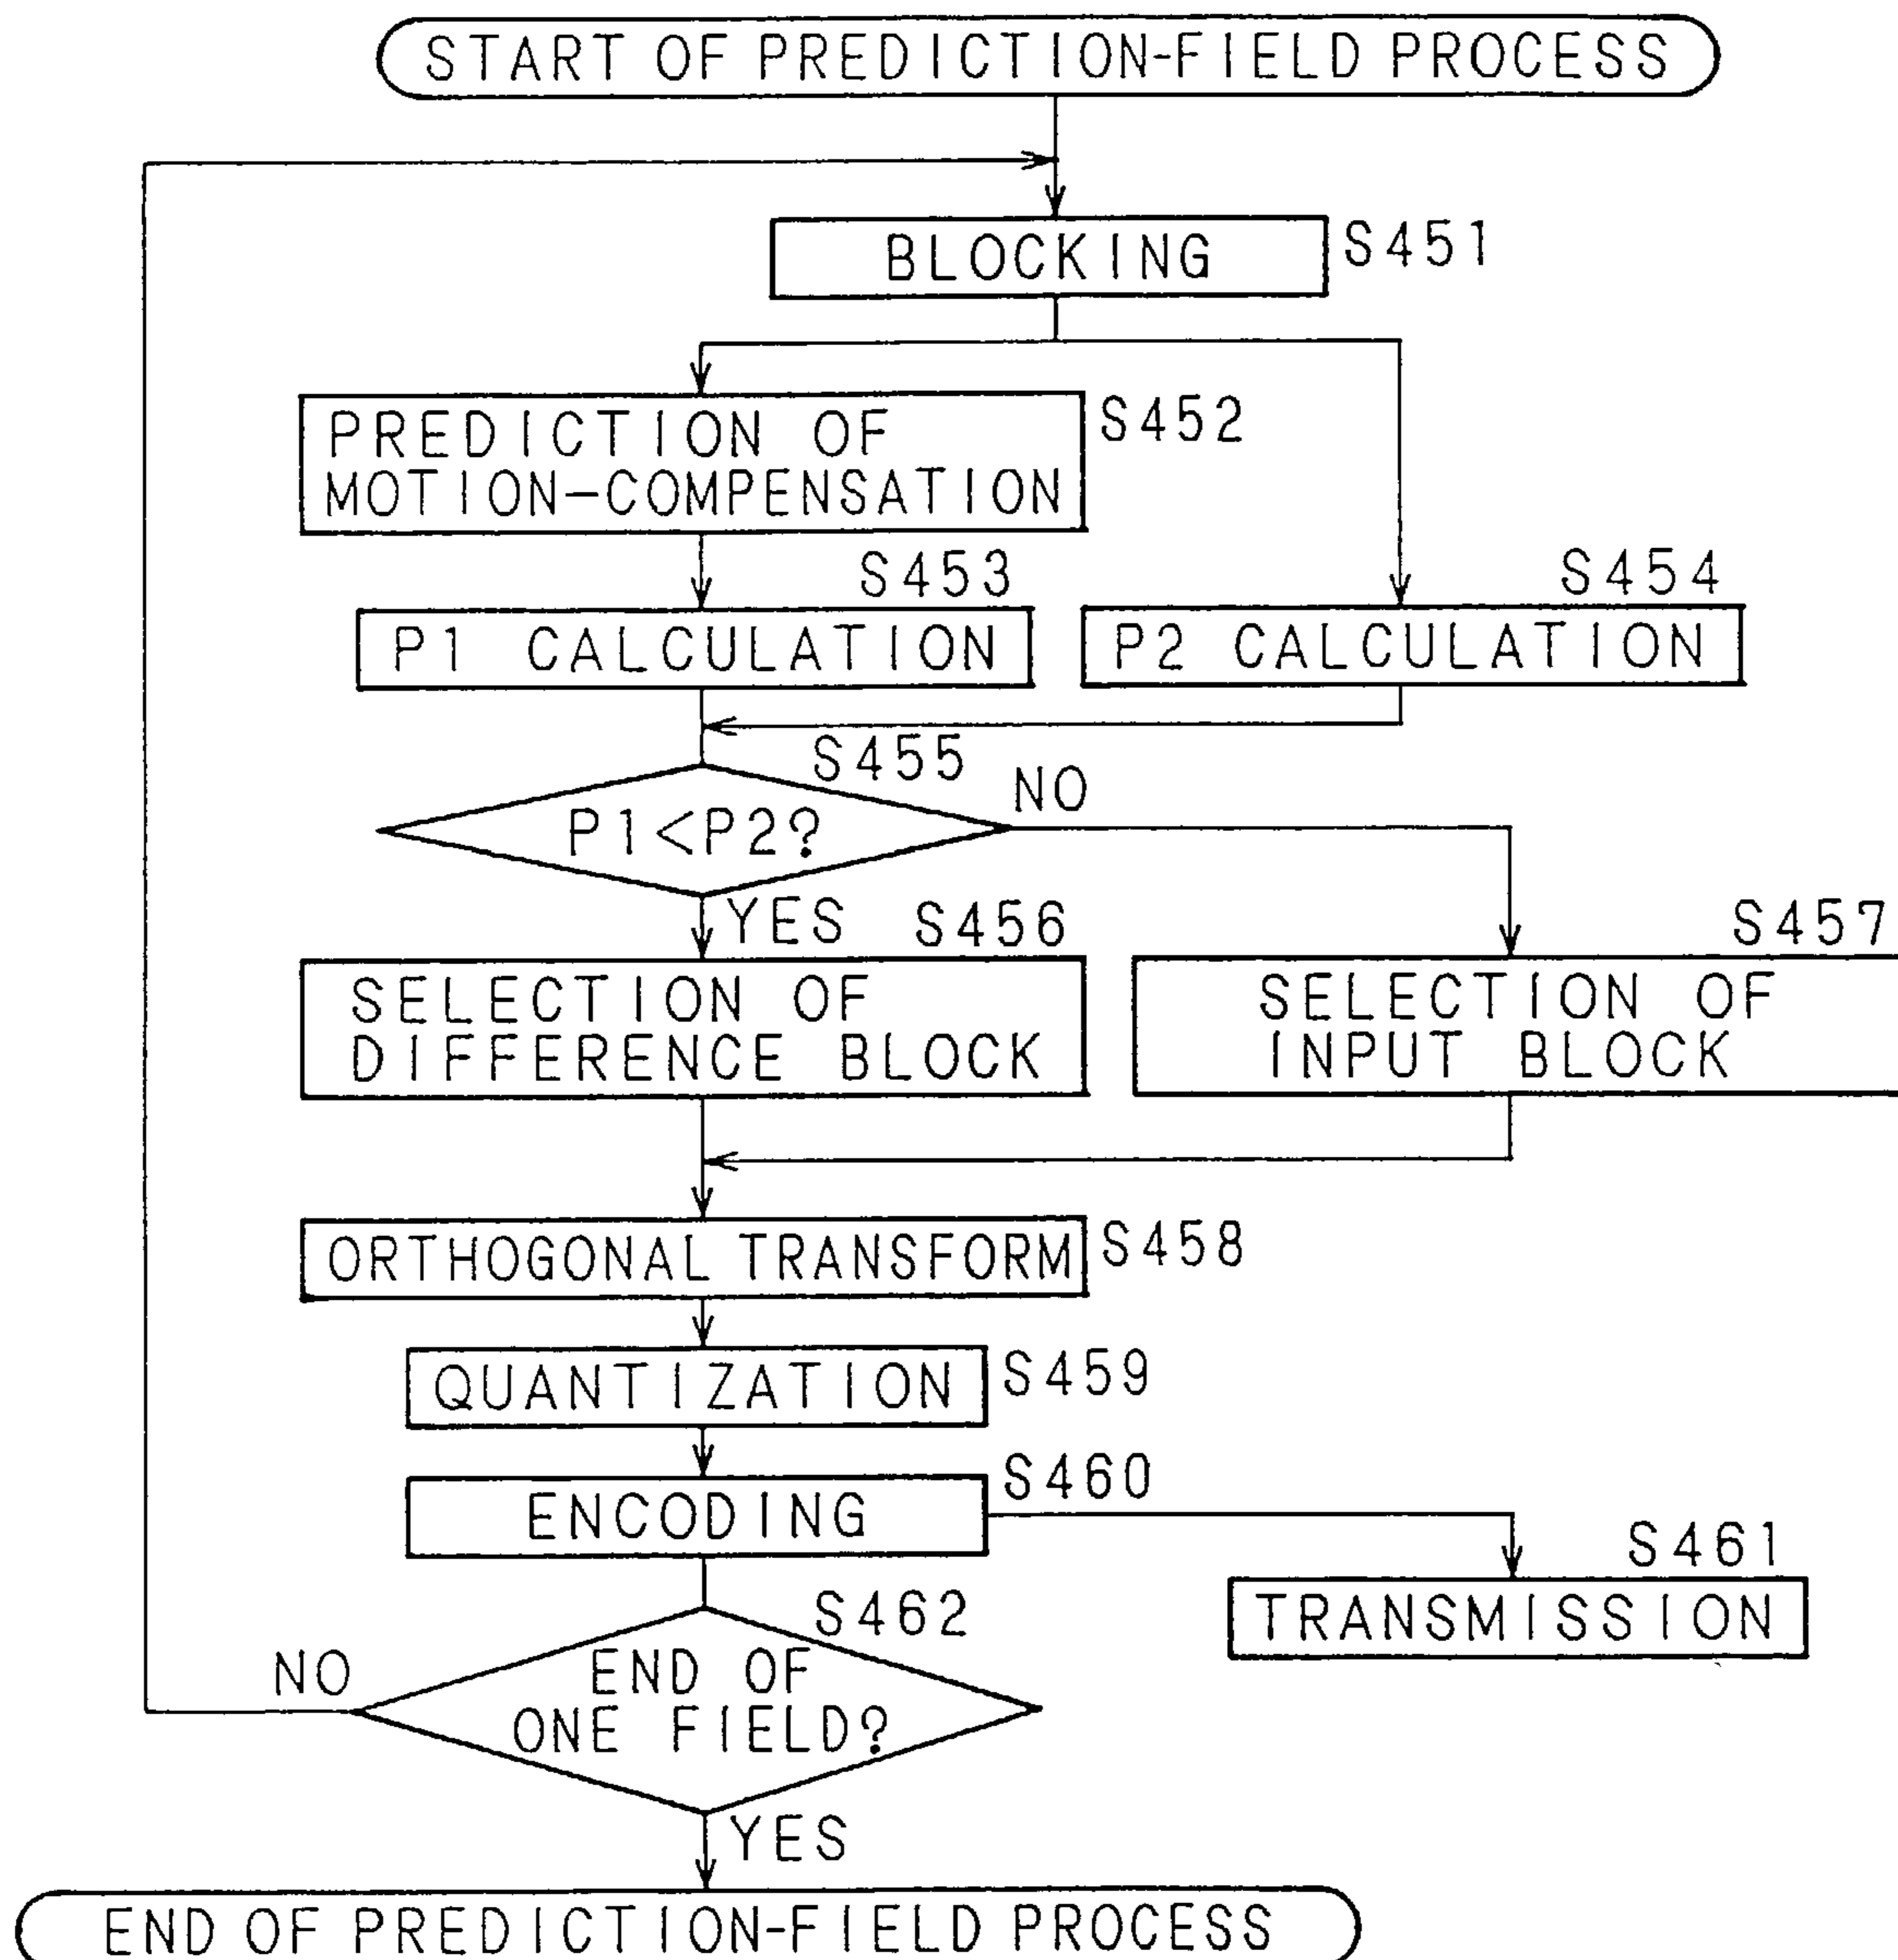 START OF PREDICTION-FIELD PROCESS
BLOCKING
S451
PREDICTION OF
MOTION-COMPENSATION
S452
S453
P1 CALCULATION
S454
P2 CALCULATION
S455
P1<P2?
NO
YES
S456
SELECTION OF
DIFFERENCE BLOCK
S457
SELECTION OF
INPUT BLOCK
ORTHOGONAL TRANSFORM
S458
QUANTIZATION
S459
ENCODING
S460
S461
TRANSMISSION
S462
END OF
ONE FIELD?
NO
YES
END OF PREDICTION-FIELD PROCESS